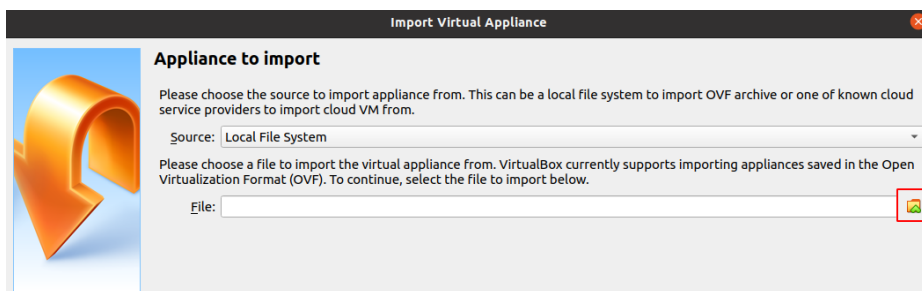 Import Virtual Appliance
Appliance to import
Please choose the source to import appliance from. This can be a local file system to import OVF archive or one of known cloud
service providers to import cloud VM from.
Source: Local File System
Please choose a file to import the virtual appliance from. VirtualBox currently supports importing appliances saved in the Open
Virtualization Format (OVF). To continue, select the file to import below.
File: